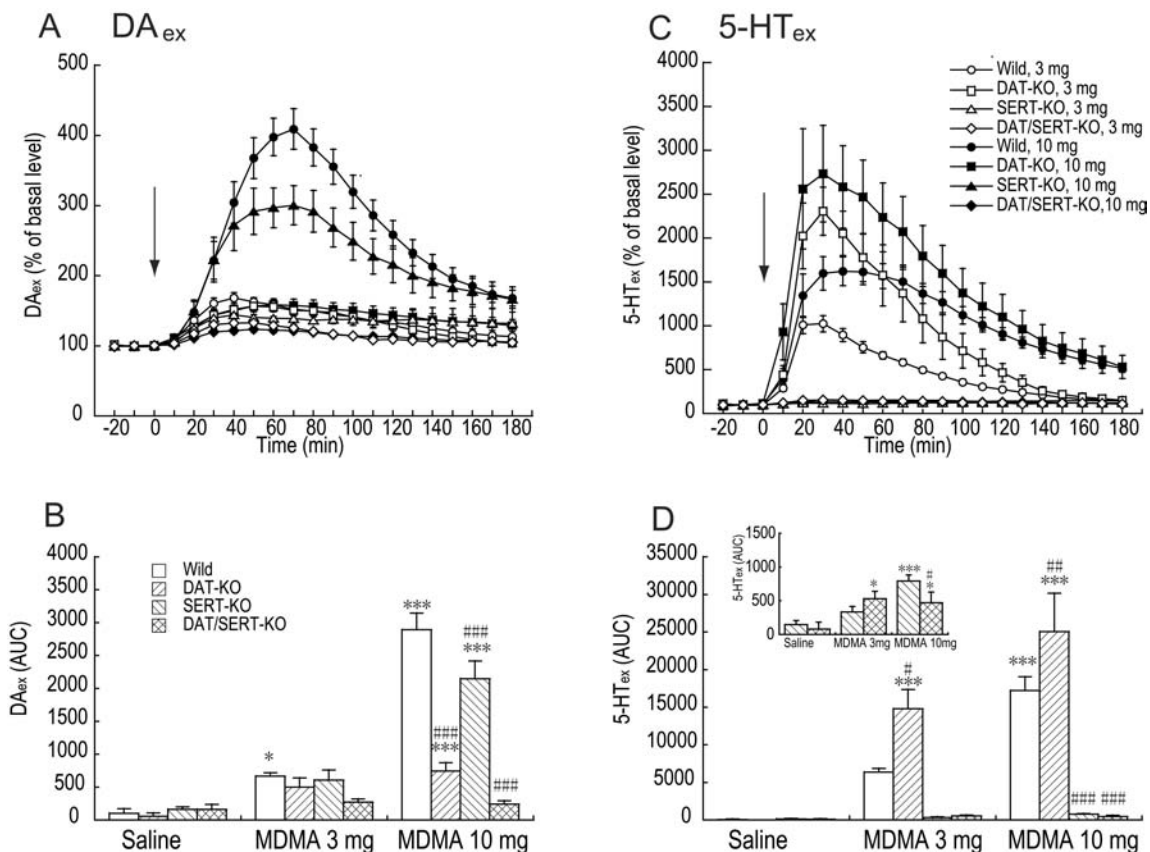 A DAex
500
400
300
200
100
0
DAex (% of basal level)
-20 0 20 40 60 80 100 120 140 160 180
Time (min)
C 5-HTex
4000
3500
3000
2500
2000
1500
1000
500
0
5-HTex (% of basal level)
-20 0 20 40 60 80 100 120 140 160 180
Time (min)
Wild, 3 mg
DAT-KO, 3 mg
SERT-KO, 3 mg
DAT/SERT-KO, 3 mg
Wild, 10 mg
DAT-KO, 10 mg
SERT-KO, 10 mg
DAT/SERT-KO,10 mg
B
4000
3500
3000
2500
2000
1500
1000
500
0
DAex (AUC)
Wild
DAT-KO
SERT-KO
DAT/SERT-KO
*
***
###
***
###
***
###
Saline MDMA 3 mg MDMA 10 mg
D
35000
30000
25000
20000
15000
10000
5000
0
5-HTex (AUC)
1500
1000
500
0
5-HTex (AUC)
*
***
#
*
Saline MDMA 3mg MDMA 10mg
#
***
***
##
***
### ###
Saline MDMA 3 mg MDMA 10 mg